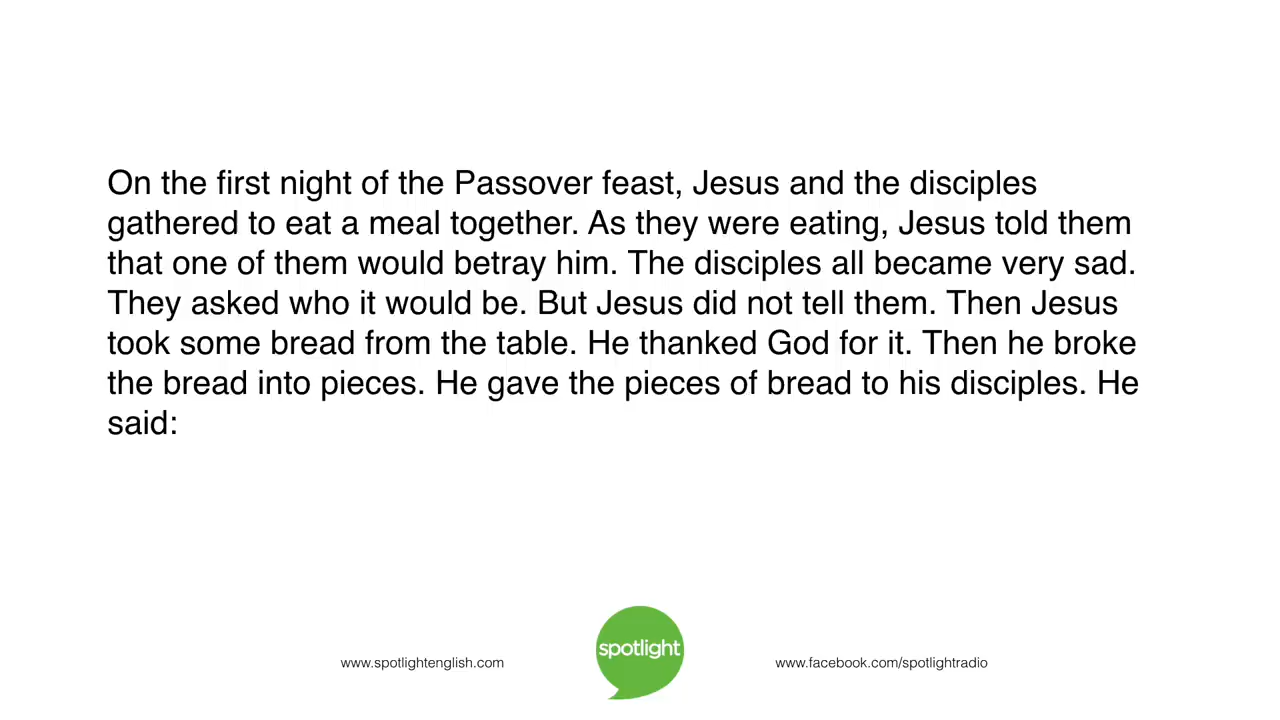 On the first night of the Passover feast, Jesus and the disciples
gathered to eat a meal together. As they were eating, Jesus told them
that one of them would betray him. The disciples all became very sad.
They asked who it would be. But Jesus did not tell them. Then Jesus
took some bread from the table. He thanked God for it. Then he broke
the bread into pieces. He gave the pieces of bread to his disciples. He
said:
www.spotlightenglish.com
spotlight
www.facebook.com/spotlightradio